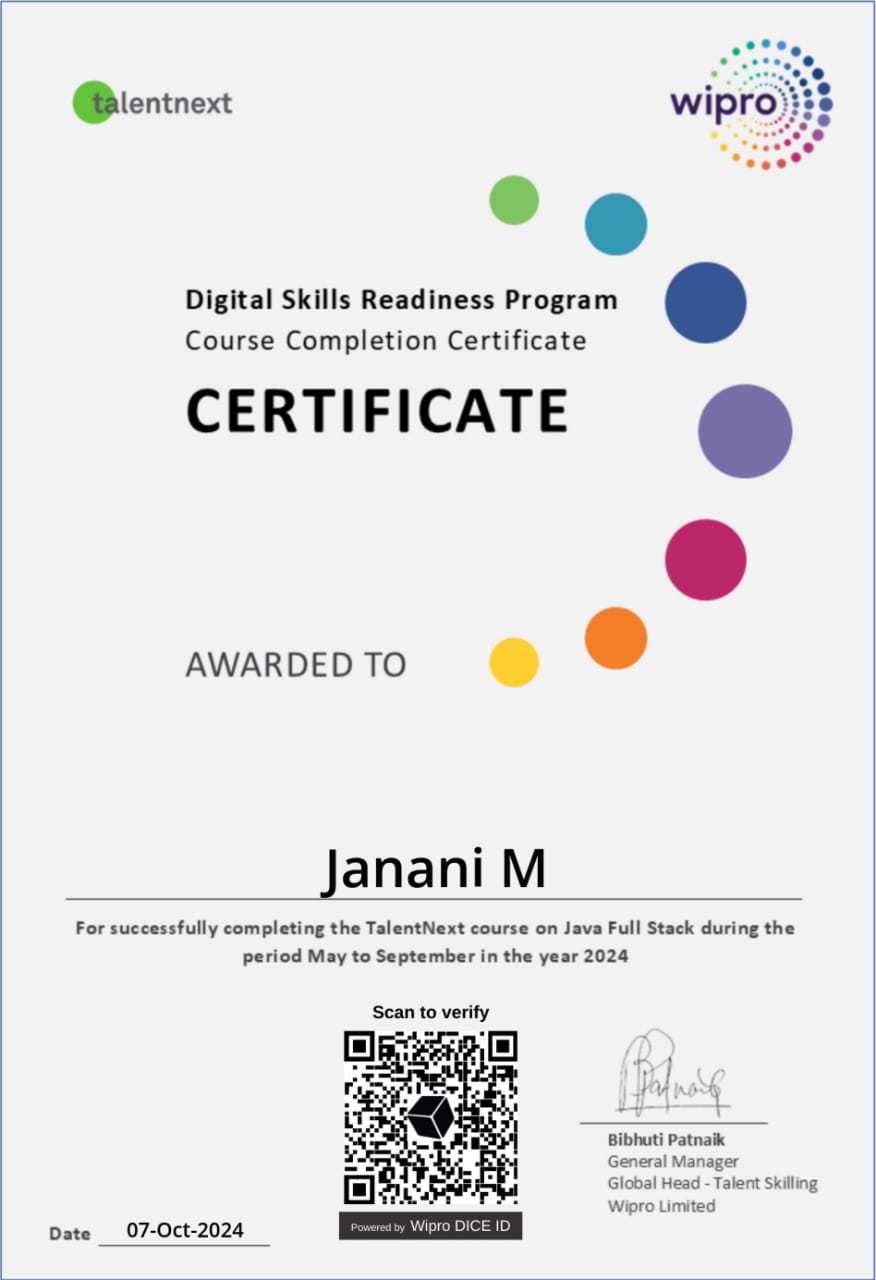 talentnext
wipro
Digital Skills Readiness Program
Course Completion Certificate
CERTIFICATE
AWARDED TO
Janani M
For successfully completing the TalentNext course on Java Full Stack during the
period May to September in the year 2024
Scan to verify
Bibhuti Patnaik
General Manager
Global Head - Talent Skilling
Wipro Limited
Powered by Wipro DICE ID
Date 07-Oct-2024